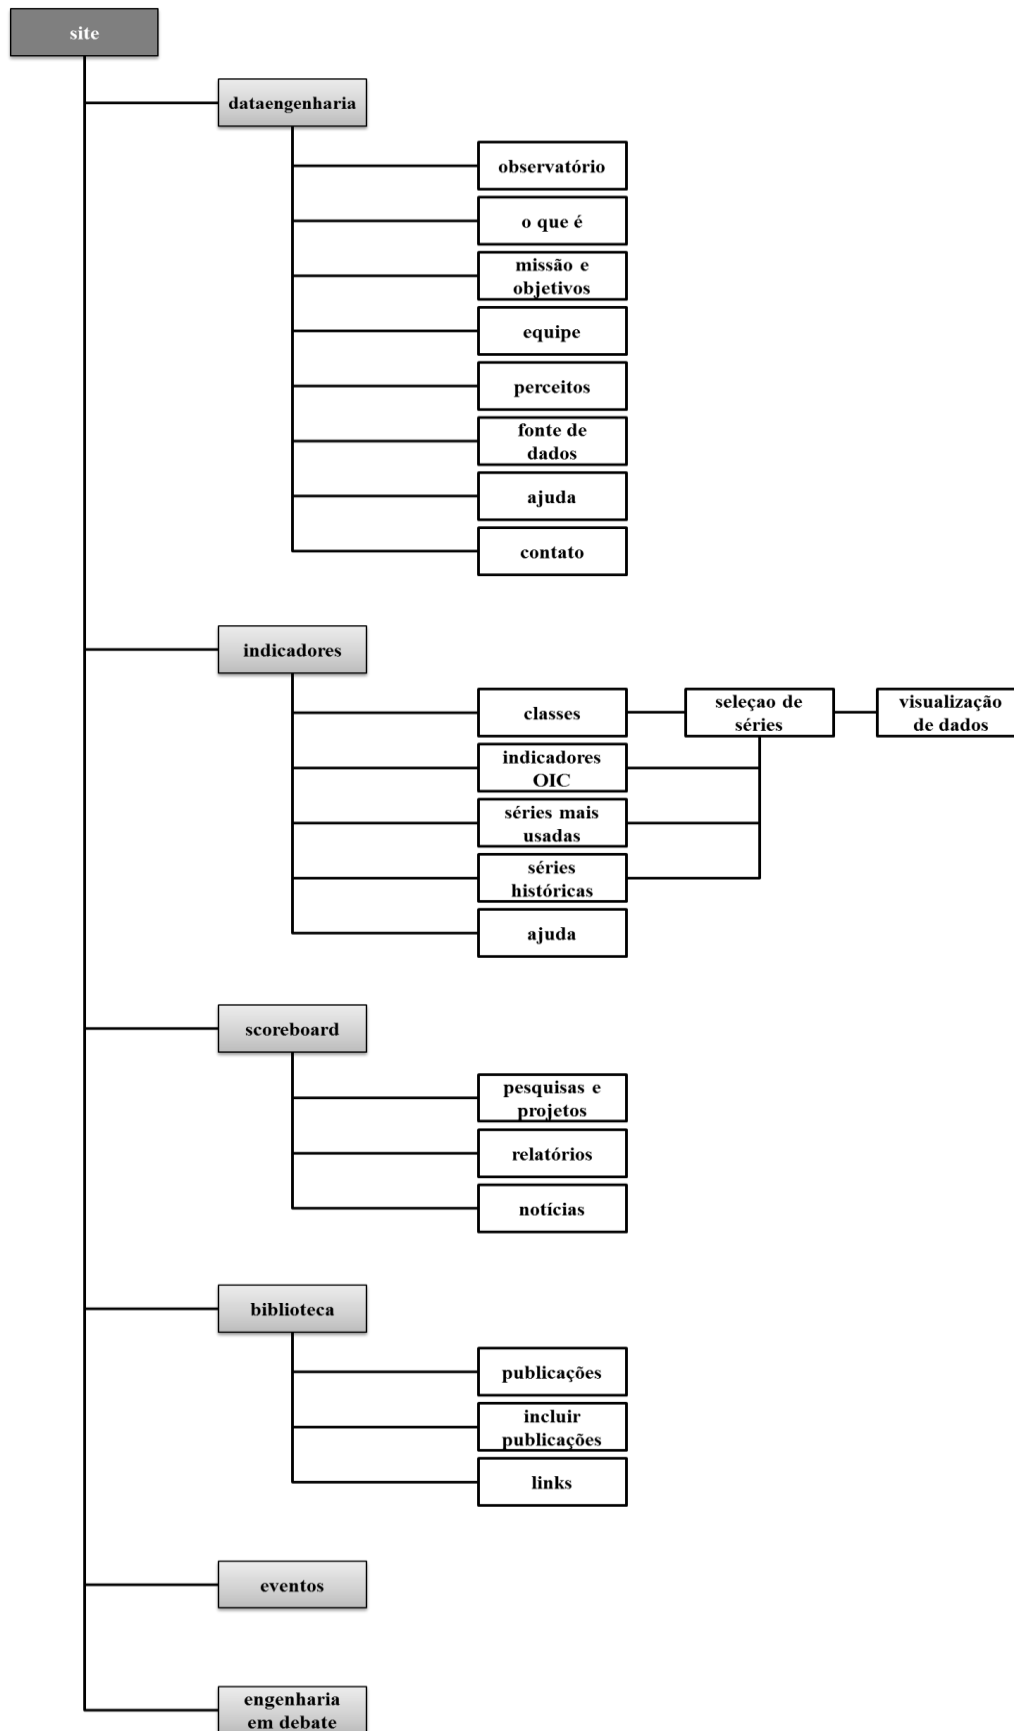 site
dataengenharia
observatório
o que é
missão e
objetivos
equipe
perceitos
fonte de
dados
ajuda
contato
indicadores
classes
seleçao de
séries
visualização
de dados
indicadores
OIC
séries mais
usadas
séries
históricas
ajuda
scoreboard
pesquisas e
projetos
relatórios
notícias
biblioteca
publicações
incluir
publicações
links
eventos
engenharia
em debate